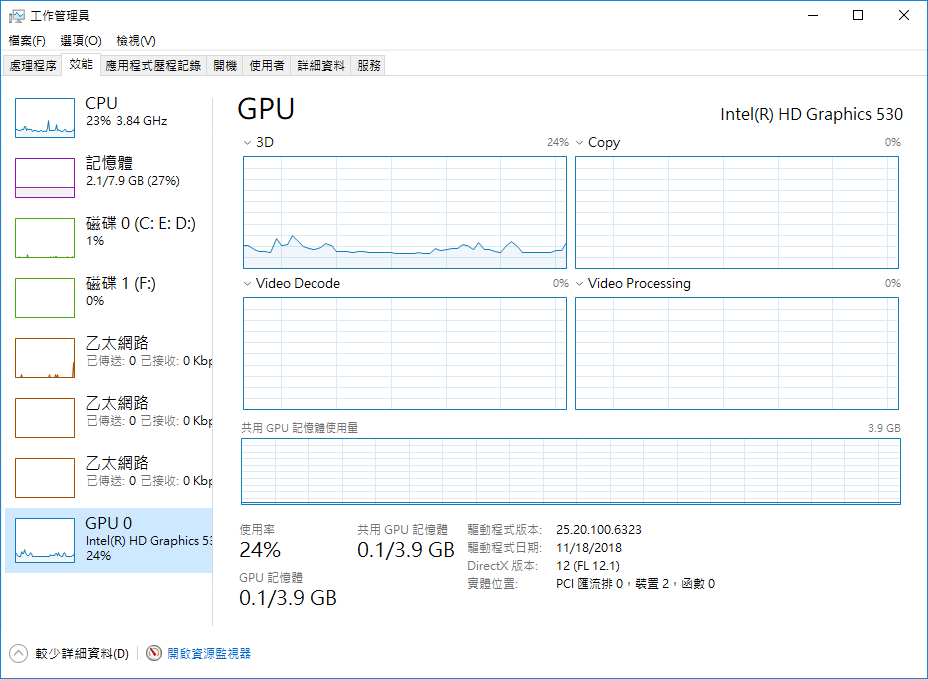 工作管理員
檔案(F) 選項(O) 檢視(V)
處理程序 效能 應用程式歷程記錄 開機 使用者 詳細資料 服務
CPU
23% 3.84 GHz
記憶體
2.1/7.9 GB (27%)
磁碟 0 (C: E: D:)
1%
磁碟 1 (F:)
0%
乙太網路
已傳送: 0 已接收: 0 Kbp
乙太網路
已傳送: 0 已接收: 0 Kbp
乙太網路
已傳送: 0 已接收: 0 Kbp
GPU 0
Intel(R) HD Graphics 53
24%
GPU
Intel(R) HD Graphics 530
3D 24%
Copy 0%
Video Decode 0%
Video Processing 0%
共用 GPU 記憶體使用量 3.9 GB
使用率
24%
共用 GPU 記憶體
0.1/3.9 GB
GPU 記憶體
0.1/3.9 GB
驅動程式版本: 25.20.100.6323
驅動程式日期: 11/18/2018
DirectX 版本: 12 (FL 12.1)
實體位置: PCI 匯流排 0，裝置 2，函數 0
較少詳細資料(D) 開啟資源監視器